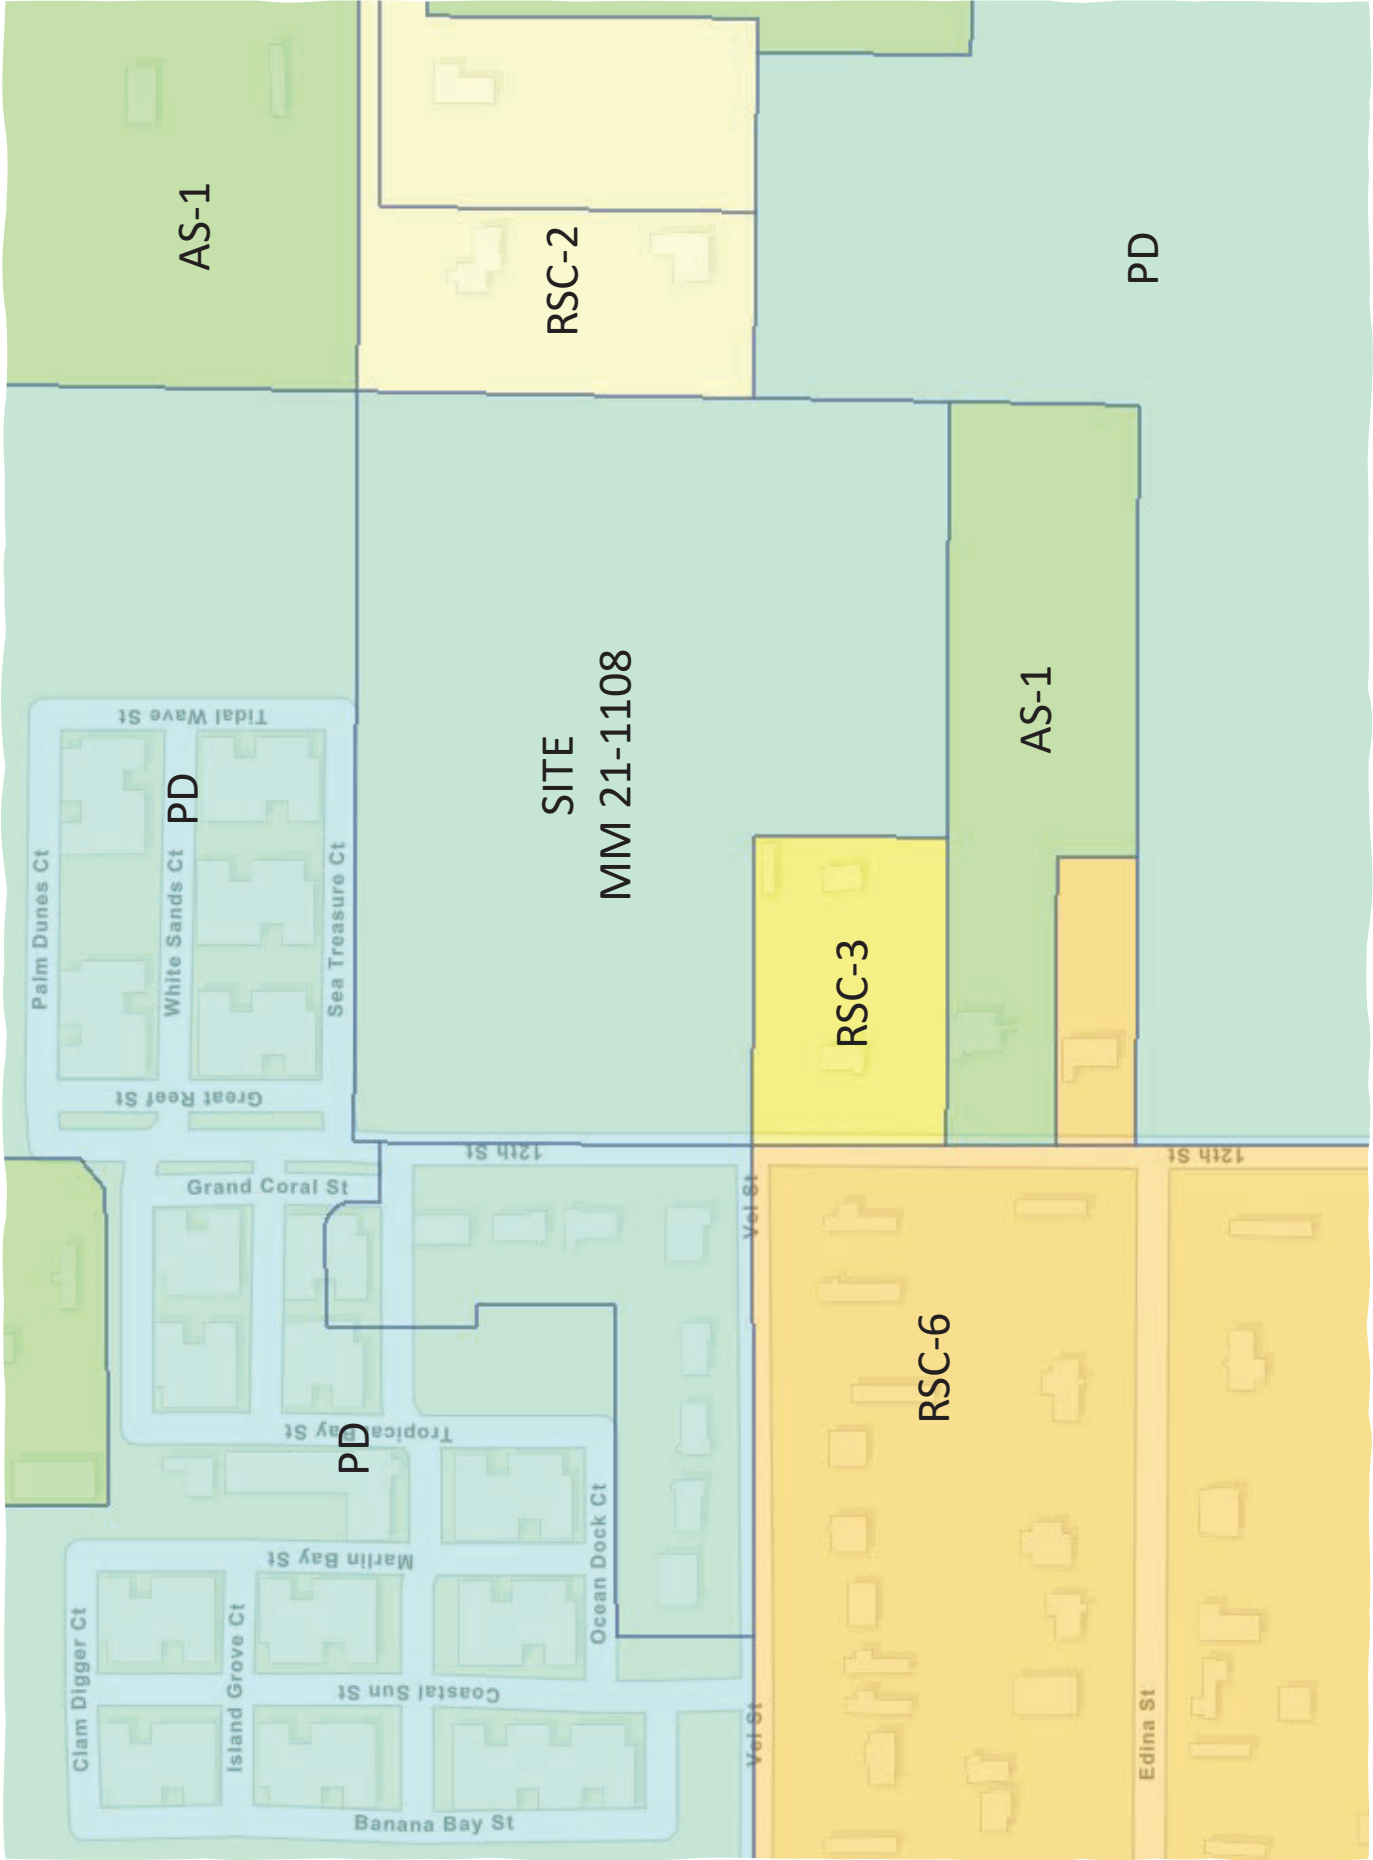 AS-1
RSC-2
PD
PD
SITE
MM 21-1108
AS-1
RSC-3
PD
RSC-6
Palm Dunes Ct
White Sands Ct
Sea Treasure Ct
Tidal Wave St
Great Reef St
Grand Coral St
12th St
12th St
Vel St
Tropical Bay St
Marlin Bay St
Ocean Dock Ct
Clam Digger Ct
Island Grove Ct
Coastal Sun St
Banana Bay St
Vel St
Edina St